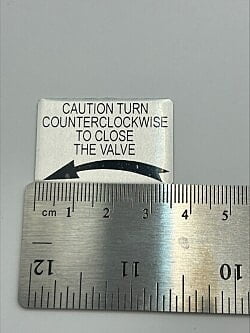 CAUTION TURN
COUNTERCLOCKWISE
TO CLOSE
THE VALVE
cm 1 2 3 4 5
12 11 10